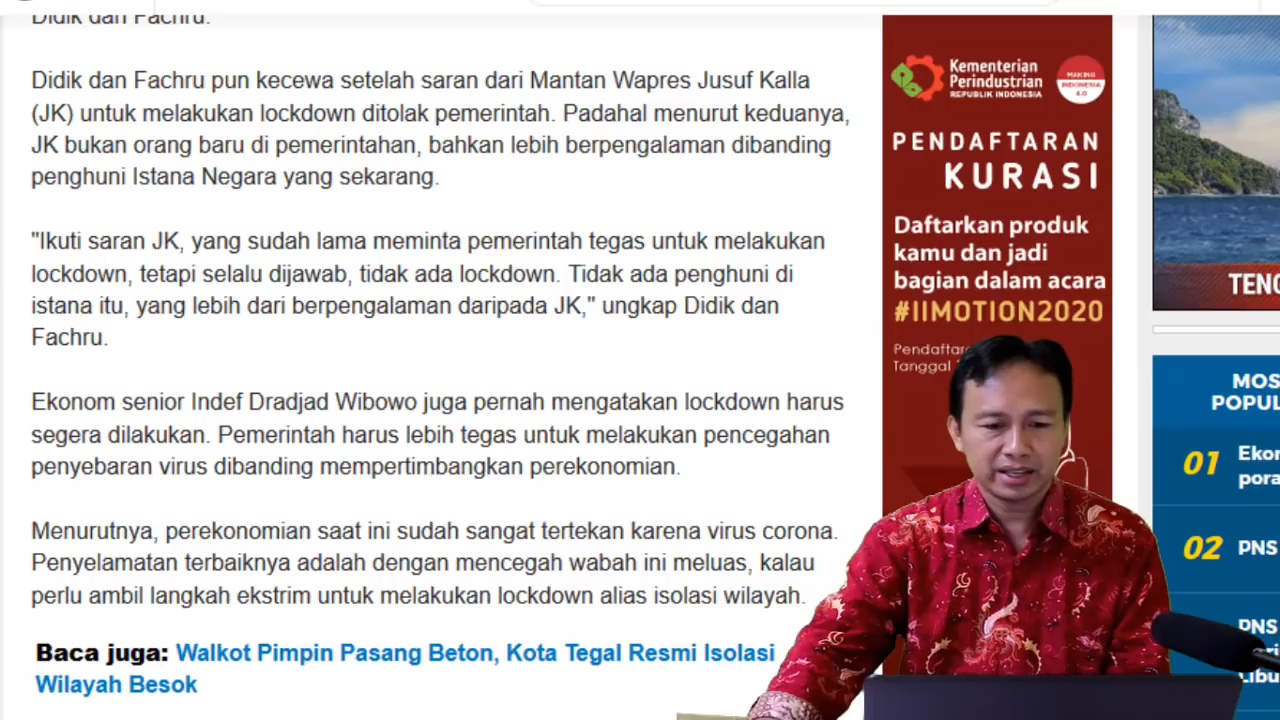 Didik dan Fachru.
Didik dan Fachru pun kecewa setelah saran dari Mantan Wapres Jusuf Kalla
(JK) untuk melakukan lockdown ditolak pemerintah. Padahal menurut keduanya,
JK bukan orang baru di pemerintahan, bahkan lebih berpengalaman dibanding
penghuni Istana Negara yang sekarang.
"Ikuti saran JK, yang sudah lama meminta pemerintah tegas untuk melakukan
lockdown, tetapi selalu dijawab, tidak ada lockdown. Tidak ada penghuni di
istana itu, yang lebih dari berpengalaman daripada JK," ungkap Didik dan
Fachru.
Ekonom senior Indef Dradjad Wibowo juga pernah mengatakan lockdown harus
segera dilakukan. Pemerintah harus lebih tegas untuk melakukan pencegahan
penyebaran virus dibanding mempertimbangkan perekonomian.
Menurutnya, perekonomian saat ini sudah sangat tertekan karena virus corona.
Penyelamatan terbaiknya adalah dengan mencegah wabah ini meluas, kalau
perlu ambil langkah ekstrim untuk melakukan lockdown alias isolasi wilayah.
Baca juga: Walkot Pimpin Pasang Beton, Kota Tegal Resmi Isolasi
Wilayah Besok
Kementerian
Perindustrian
REPUBLIK INDONESIA
MAKING
INDONESIA
4.0
PENDAFTARAN
KURASI
Daftarkan produk
kamu dan jadi
bagian dalam acara
#IIMOTION2020
Pendaftar
Tanggal
TENG
MOS
POPUL
01 Ekon
pora
02 PNS
PNS